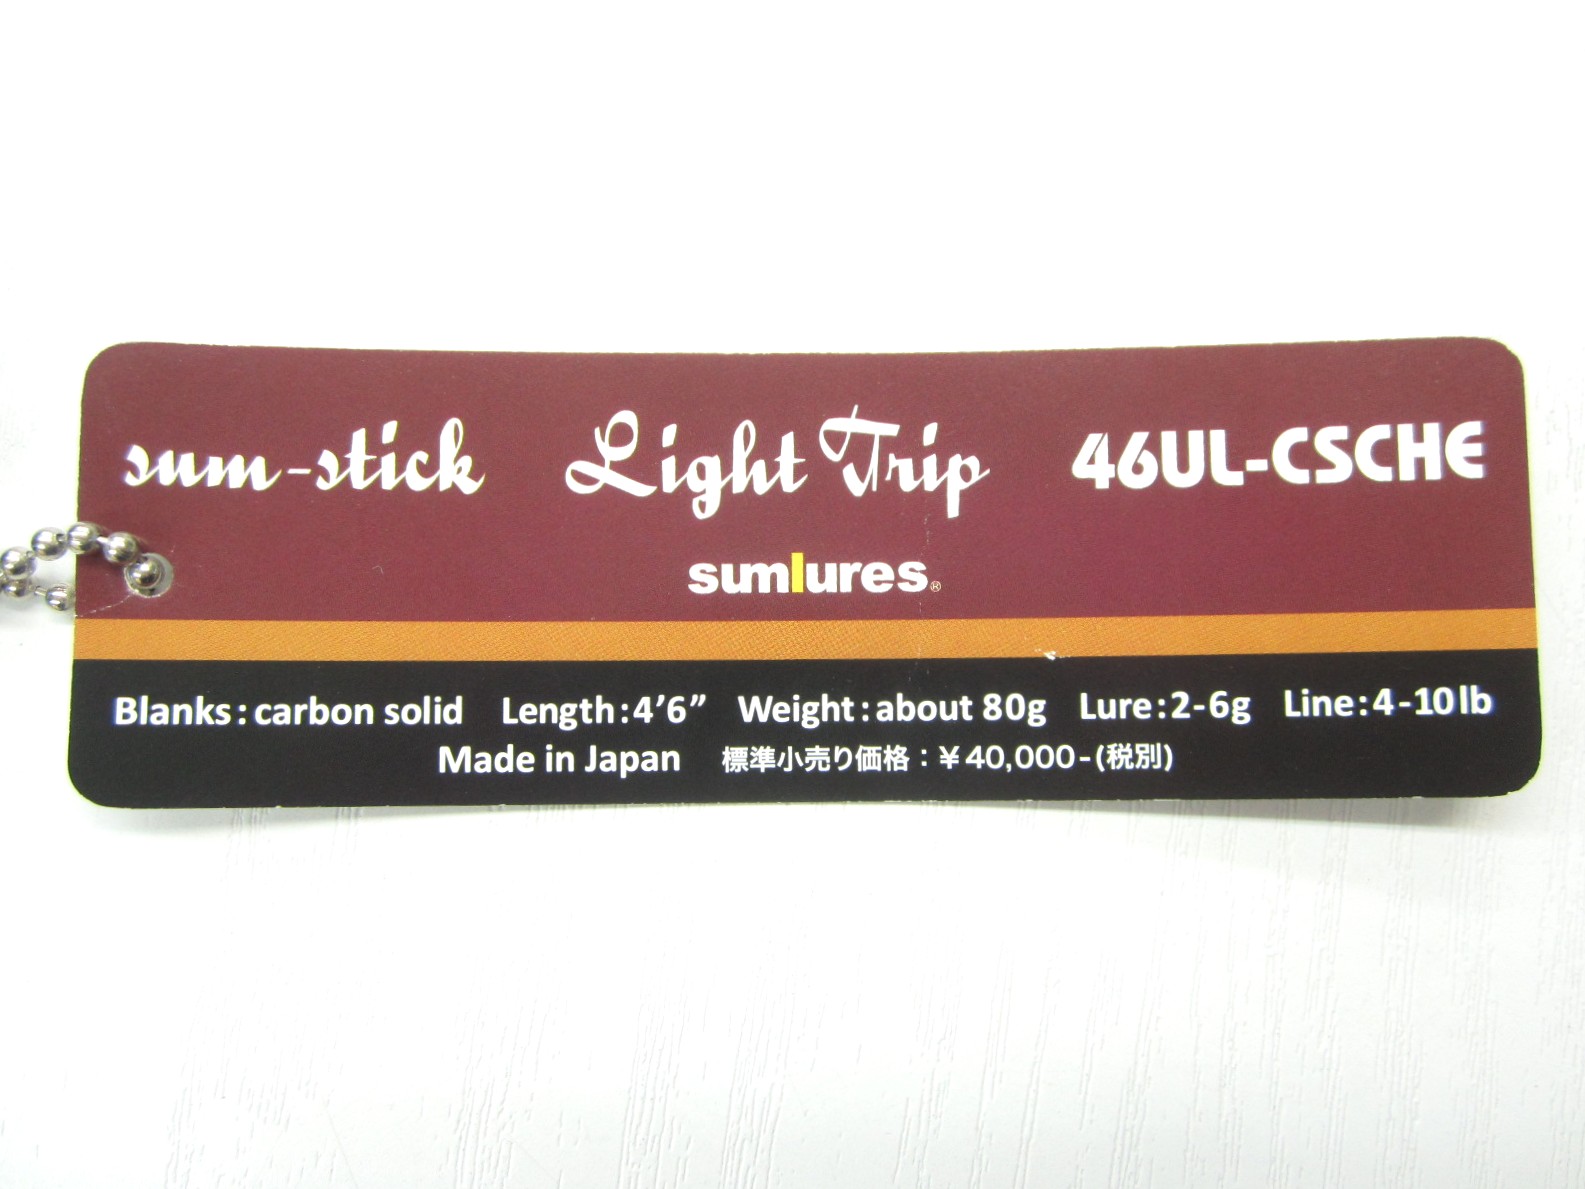 sum-stick Light Trip 46UL-CSCHE
sumlures®
Blanks:carbon solid Length:4’6” Weight:about 80g Lure:2-6g Line:4-10lb
Made in Japan 標準小売り価格：￥40,000-(税別)